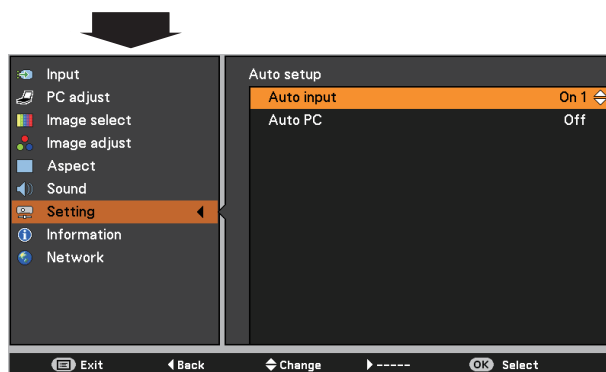 Input
PC adjust
Image select
Image adjust
Aspect
Sound
Setting
Information
Network
Auto setup
Auto input On 1
Auto PC Off
Exit Back Change ----- OK Select